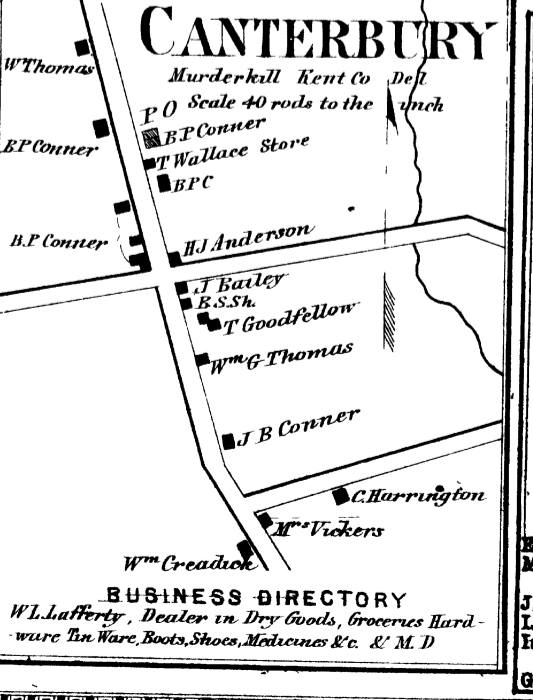 CANTERBURY
Murderkill Kent Co Del
Scale 40 rods to the inch
Wm Thomas
P O
B P Conner
T Wallace Store
B P Conner
B P C
B.P Conner
H J Anderson
J Bailey
B.S.Sh.
T Goodfellow
Wm G Thomas
J B Conner
C. Harrington
Mrs Vickers
Wm Creadick
BUSINESS DIRECTORY
W L. Lafferty, Dealer in Dry Goods, Groceries Hard-
-ware Tin Ware, Boots, Shoes, Medicines &c. & M. D